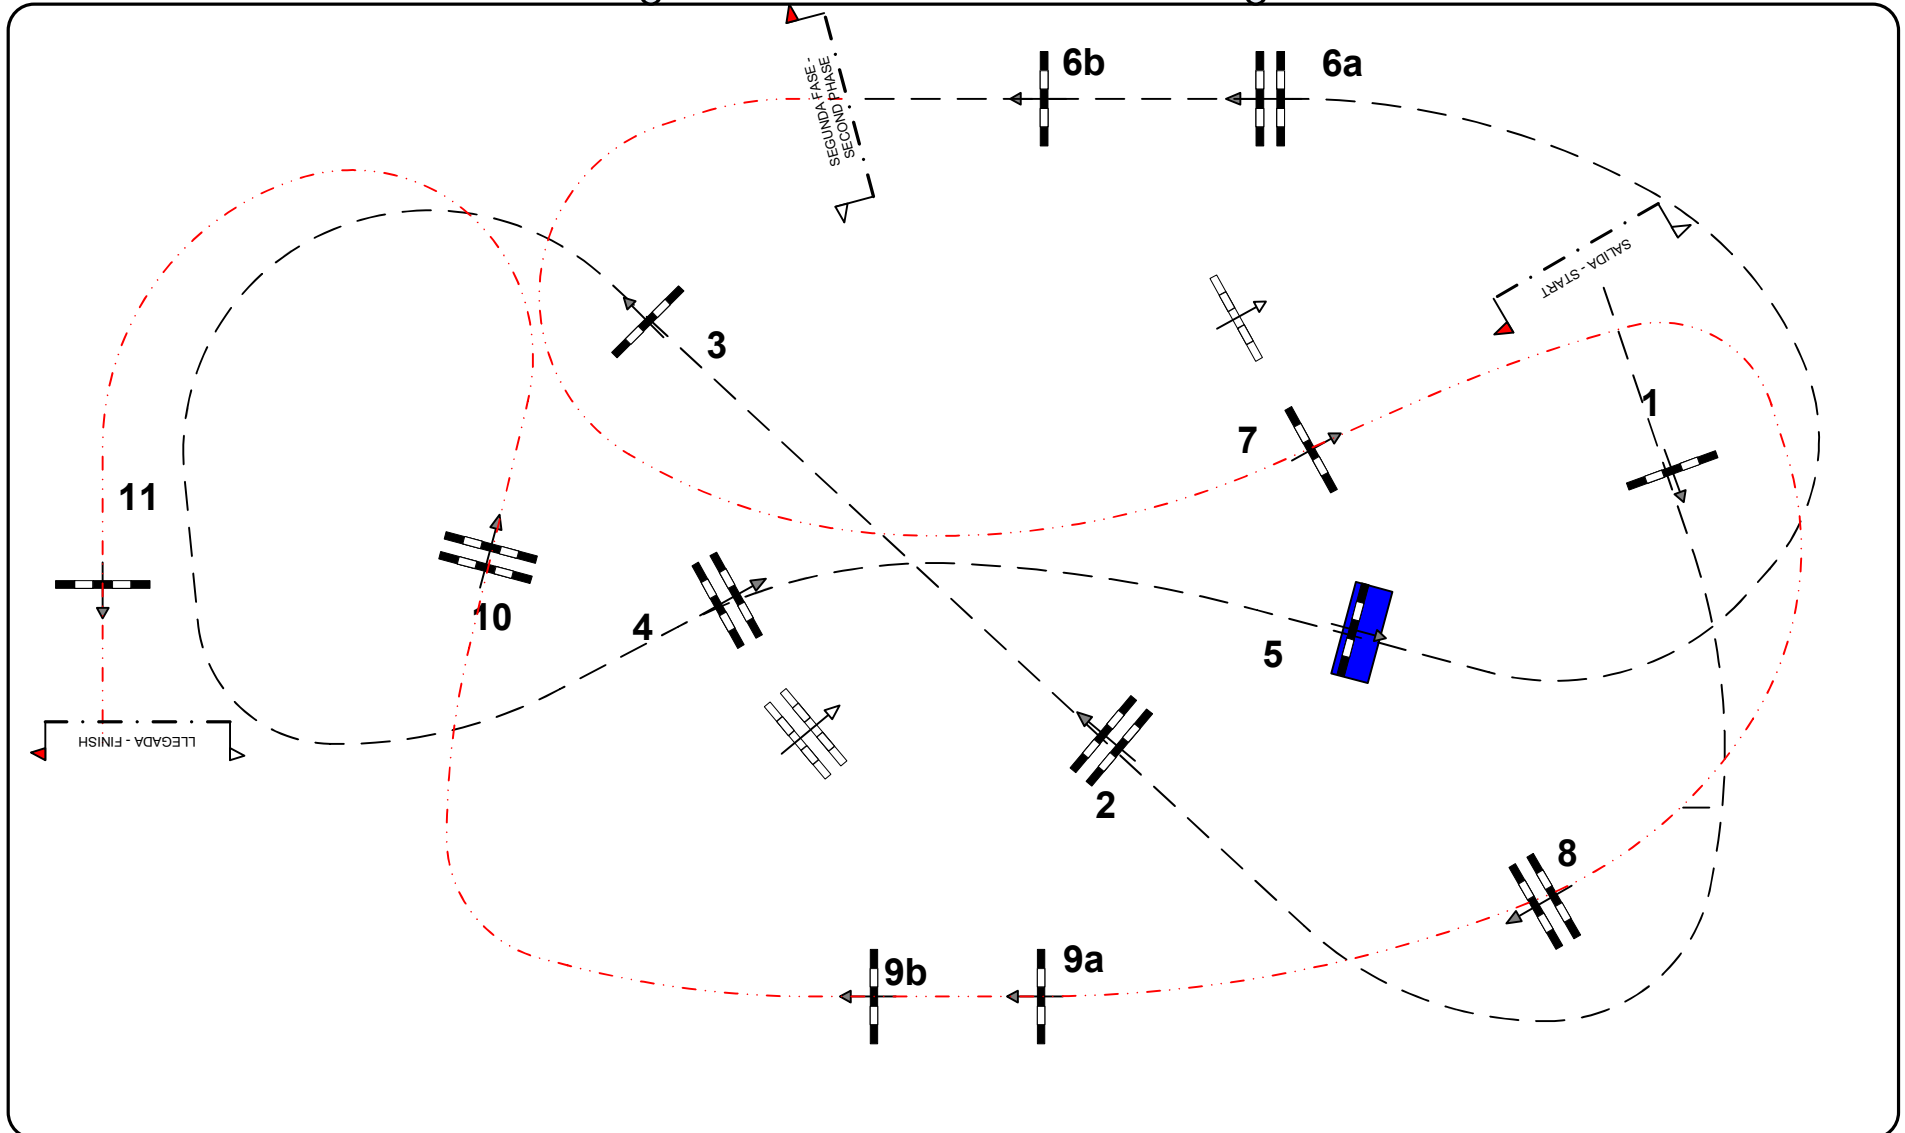 6b
6a
SEGUNDA FASE -
SECOND PHASE
SALIDA - START
3
1
7
11
10
4
5
LLEGADA - FINISH
2
8
9b
9a